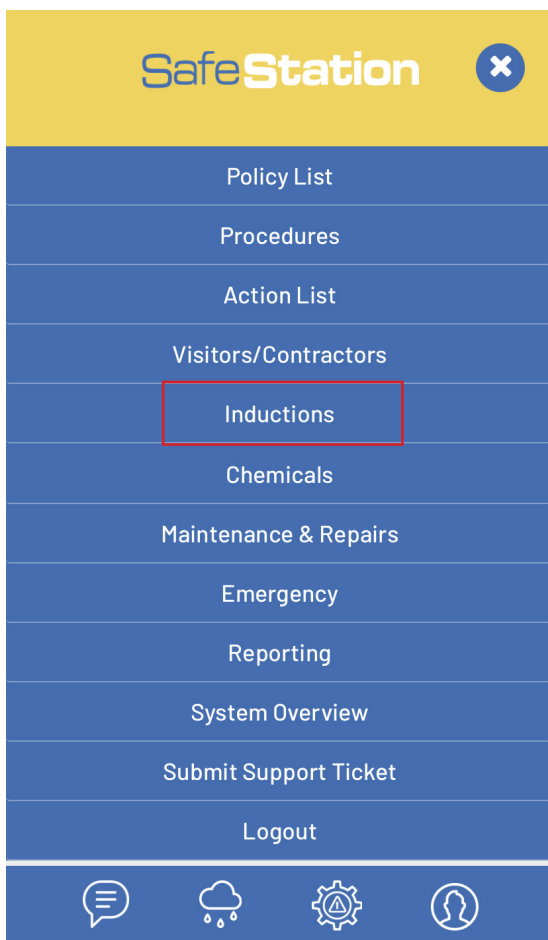 SafeStation
Policy List
Procedures
Action List
Visitors/Contractors
Inductions
Chemicals
Maintenance & Repairs
Emergency
Reporting
System Overview
Submit Support Ticket
Logout